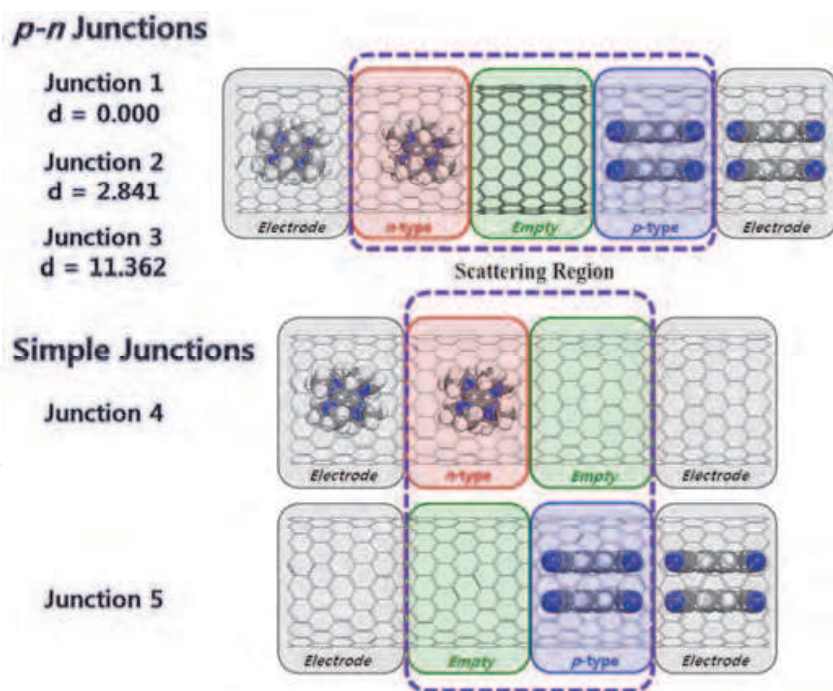 p-n Junctions
Junction 1
d = 0.000
Junction 2
d = 2.841
Junction 3
d = 11.362
Electrode n-type Empty p-type Electrode
Scattering Region
Simple Junctions
Junction 4
Electrode n-type Empty Electrode
Junction 5
Electrode Empty p-type Electrode